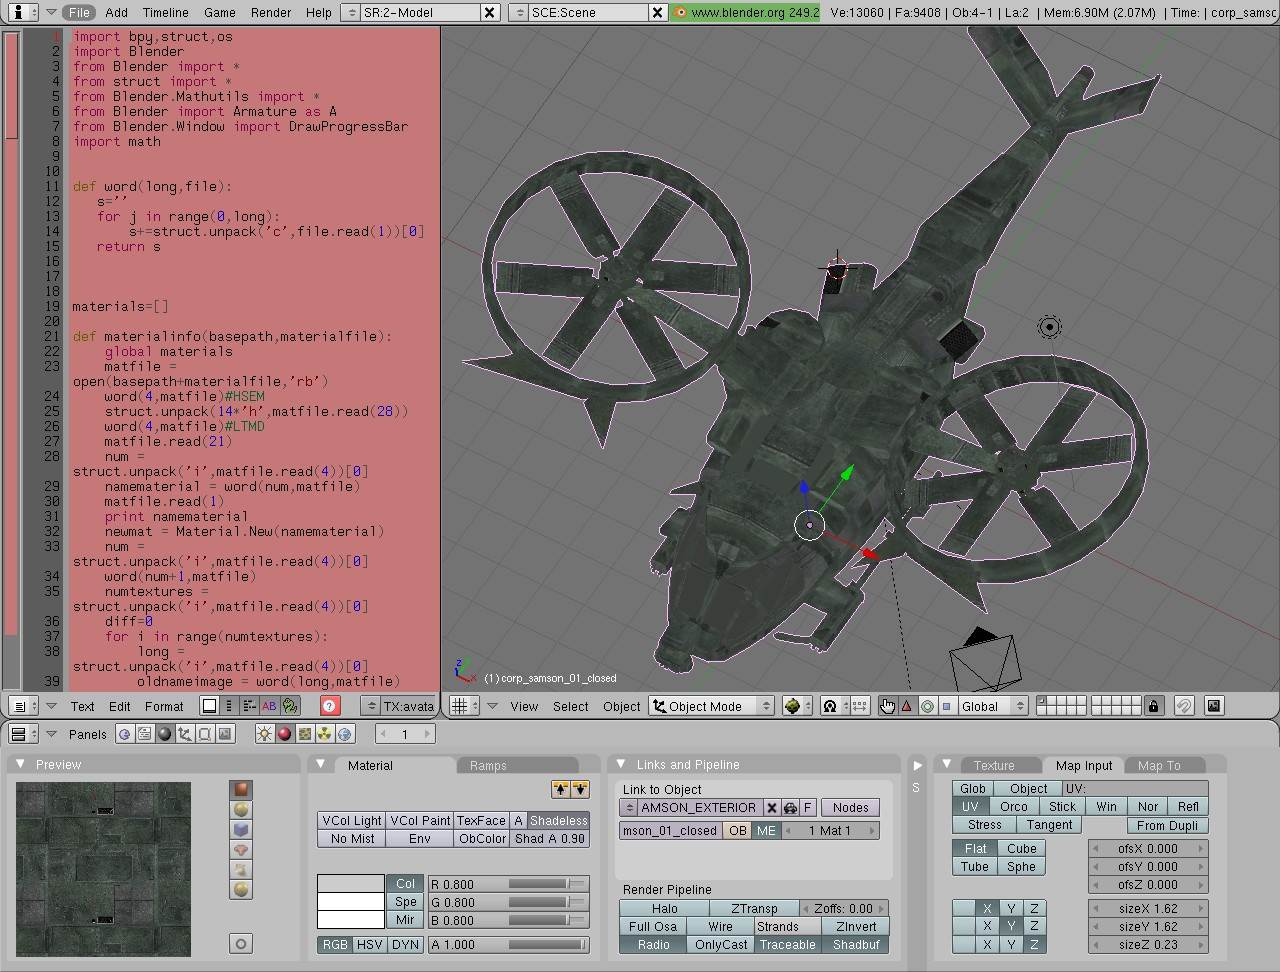 File Add Timeline Game Render Help SR:2-Model SCE:Scene www.blender.org 249.2 Ve:13060 | Fa:9408 | Ob:4-1 | La:2 | Mem:6.90M (2.07M) | Time: | corp_samsc
1 import bpy,struct,os
2 import Blender
3 from Blender import *
4 from struct import *
5 from Blender.Mathutils import *
6 from Blender import Armature as A
7 from Blender.Window import DrawProgressBar
8 import math
9
10
11 def word(long,file):
12 s=''
13 for j in range(0,long):
14 s+=struct.unpack('c',file.read(1))[0]
15 return s
16
17
18
19 materials=[]
20
21 def materialinfo(basepath,materialfile):
22 global materials
23 matfile =
open(basepath+materialfile,'rb')
24 word(4,matfile)#HSEM
25 struct.unpack(14*'h',matfile.read(28))
26 word(4,matfile)#LTMD
27 matfile.read(21)
28 num =
struct.unpack('i',matfile.read(4))[0]
29 namematerial = word(num,matfile)
30 matfile.read(1)
31 print namematerial
32 newmat = Material.New(namematerial)
33 num =
struct.unpack('i',matfile.read(4))[0]
34 word(num+1,matfile)
35 numtextures =
struct.unpack('i',matfile.read(4))[0]
36 diff=0
37 for i in range(numtextures):
38 long =
struct.unpack('i',matfile.read(4))[0]
39 oldnameimage = word(long,matfile)
Z X
(1) corp_samson_01_closed
Text Edit Format AB ? TX:avata
View Select Object Object Mode Global
Panels 1
Preview
Material Ramps
VCol Light VCol Paint TexFace A Shadeless
No Mist Env ObColor Shad A 0.90
Col R 0.800
Spe G 0.800
Mir B 0.800
RGB HSV DYN A 1.000
Links and Pipeline
Link to Object
AMSON_EXTERIOR F Nodes
mson_01_closed OB ME 1 Mat 1
Render Pipeline
Halo ZTransp Zoffs: 0.00
Full Osa Wire Strands ZInvert
Radio OnlyCast Traceable Shadbuf
S
Texture Map Input Map To
Glob Object UV:
UV Orco Stick Win Nor Refl
Stress Tangent From Dupli
Flat Cube ofsX 0.000
Tube Sphe ofsY 0.000
ofsZ 0.000
X Y Z sizeX 1.62
X Y Z sizeY 1.62
X Y Z sizeZ 0.23